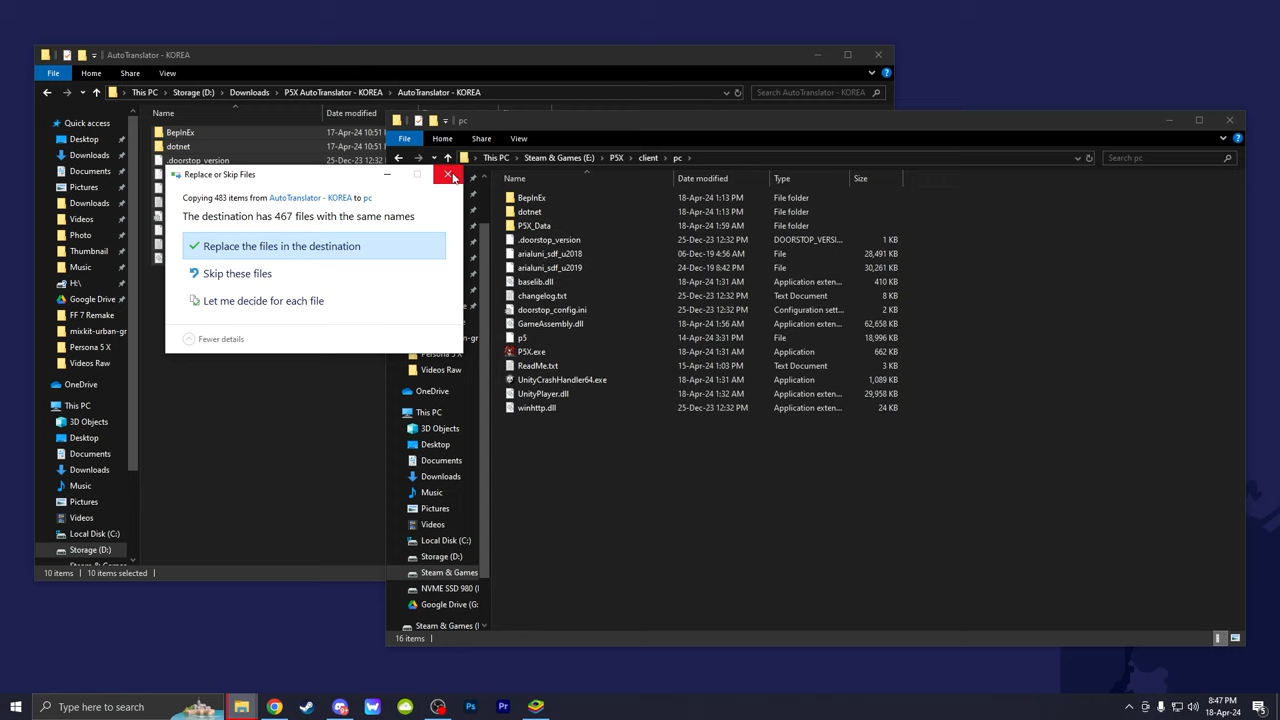 AutoTranslator - KOREA
File Home Share View
This PC Storage (D:) Downloads P5X AutoTranslator - KOREA AutoTranslator - KOREA
Search AutoTranslator - KOREA
Name Date modified
Quick access
Desktop
Downloads
Documents
Pictures
Downloads
Videos
Photo
Thumbnail
Music
H:\
Google Drive
FF 7 Remake
mixkit-urban-gr
Persona 5 X
Videos Raw
OneDrive
This PC
3D Objects
Desktop
Documents
Downloads
Music
Pictures
Videos
Local Disk (C:)
Storage (D:)
BepInEx 17-Apr-24 10:51
dotnet 17-Apr-24 10:51
.doorstop_version 25-Dec-23 12:32
10 items 10 items selected
Replace or Skip Files
Copying 483 items from AutoTranslator - KOREA to pc
The destination has 467 files with the same names
Replace the files in the destination
Skip these files
Let me decide for each file
Fewer details
pc
File Home Share View
This PC Steam & Games (E:) P5X client pc
Search pc
Name Date modified Type Size
BepInEx 18-Apr-24 1:13 PM File folder
dotnet 18-Apr-24 1:13 PM File folder
P5X_Data 18-Apr-24 1:59 AM File folder
.doorstop_version 25-Dec-23 12:32 PM DOORSTOP_VERSI... 1 KB
arialuni_sdf_u2018 06-Dec-19 4:56 AM File 28,491 KB
arialuni_sdf_u2019 24-Dec-19 8:42 PM File 30,261 KB
baselib.dll 18-Apr-24 1:31 AM Application exten... 410 KB
changelog.txt 25-Dec-23 12:32 PM Text Document 8 KB
doorstop_config.ini 25-Dec-23 12:32 PM Configuration sett... 2 KB
GameAssembly.dll 18-Apr-24 1:56 AM Application exten... 62,658 KB
p5 14-Apr-24 3:31 PM File 18,996 KB
P5X.exe 18-Apr-24 1:31 AM Application 662 KB
ReadMe.txt 15-Apr-24 1:03 PM Text Document 3 KB
UnityCrashHandler64.exe 18-Apr-24 1:31 AM Application 1,089 KB
UnityPlayer.dll 18-Apr-24 1:32 AM Application exten... 29,958 KB
winhttp.dll 25-Dec-23 12:32 PM Application exten... 24 KB
Videos Raw
OneDrive
This PC
3D Objects
Desktop
Documents
Downloads
Music
Pictures
Videos
Local Disk (C:)
Storage (D:)
Steam & Games
NVME SSD 980 (
Google Drive (G:
Steam & Games (
16 items
Type here to search
8:47 PM
18-Apr-24